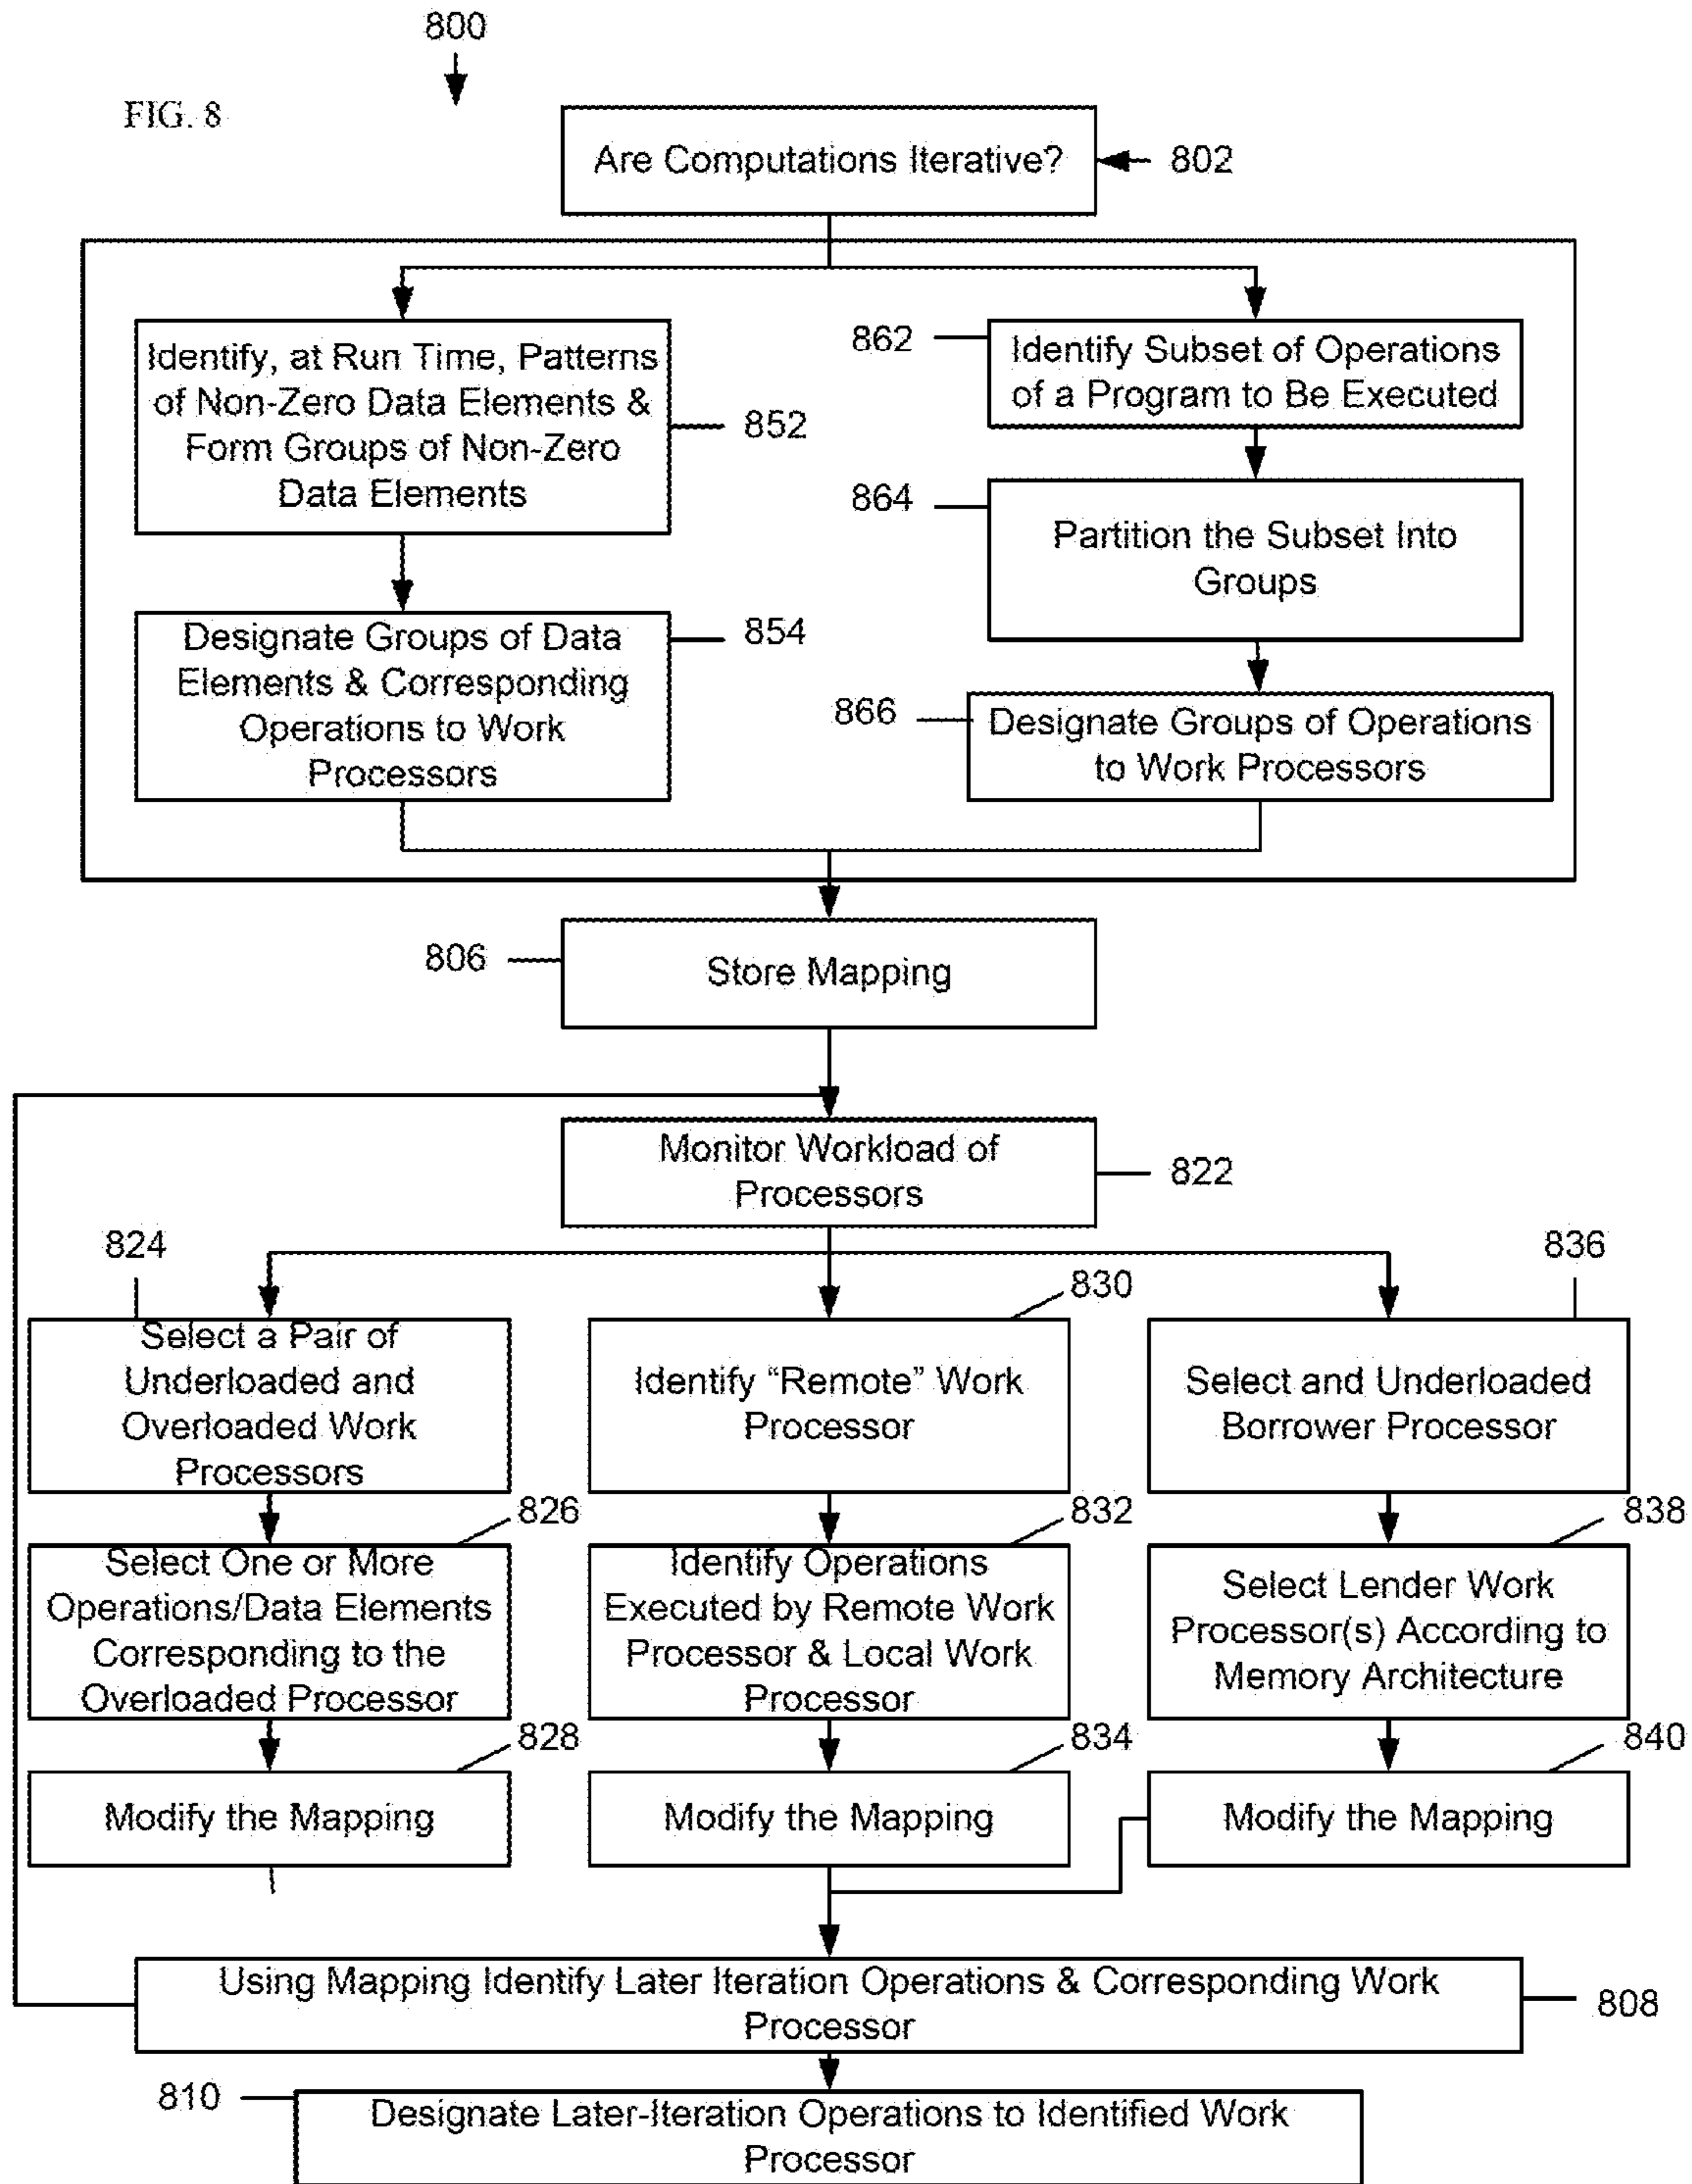 800
FIG. 8
Are Computations Iterative?
802
Identify, at Run Time, Patterns
of Non-Zero Data Elements &
Form Groups of Non-Zero
Data Elements
852
862
Identify Subset of Operations
of a Program to Be Executed
864
Partition the Subset Into
Groups
Designate Groups of Data
Elements & Corresponding
Operations to Work
Processors
854
866
Designate Groups of Operations
to Work Processors
806
Store Mapping
Monitor Workload of
Processors
822
824
Select a Pair of
Underloaded and
Overloaded Work
Processors
830
Identify “Remote” Work
Processor
836
Select and Underloaded
Borrower Processor
826
Select One or More
Operations/Data Elements
Corresponding to the
Overloaded Processor
832
Identify Operations
Executed by Remote Work
Processor & Local Work
Processor
838
Select Lender Work
Processor(s) According to
Memory Architecture
828
Modify the Mapping
834
Modify the Mapping
840
Modify the Mapping
Using Mapping Identify Later Iteration Operations & Corresponding Work
Processor
808
810
Designate Later-Iteration Operations to Identified Work
Processor